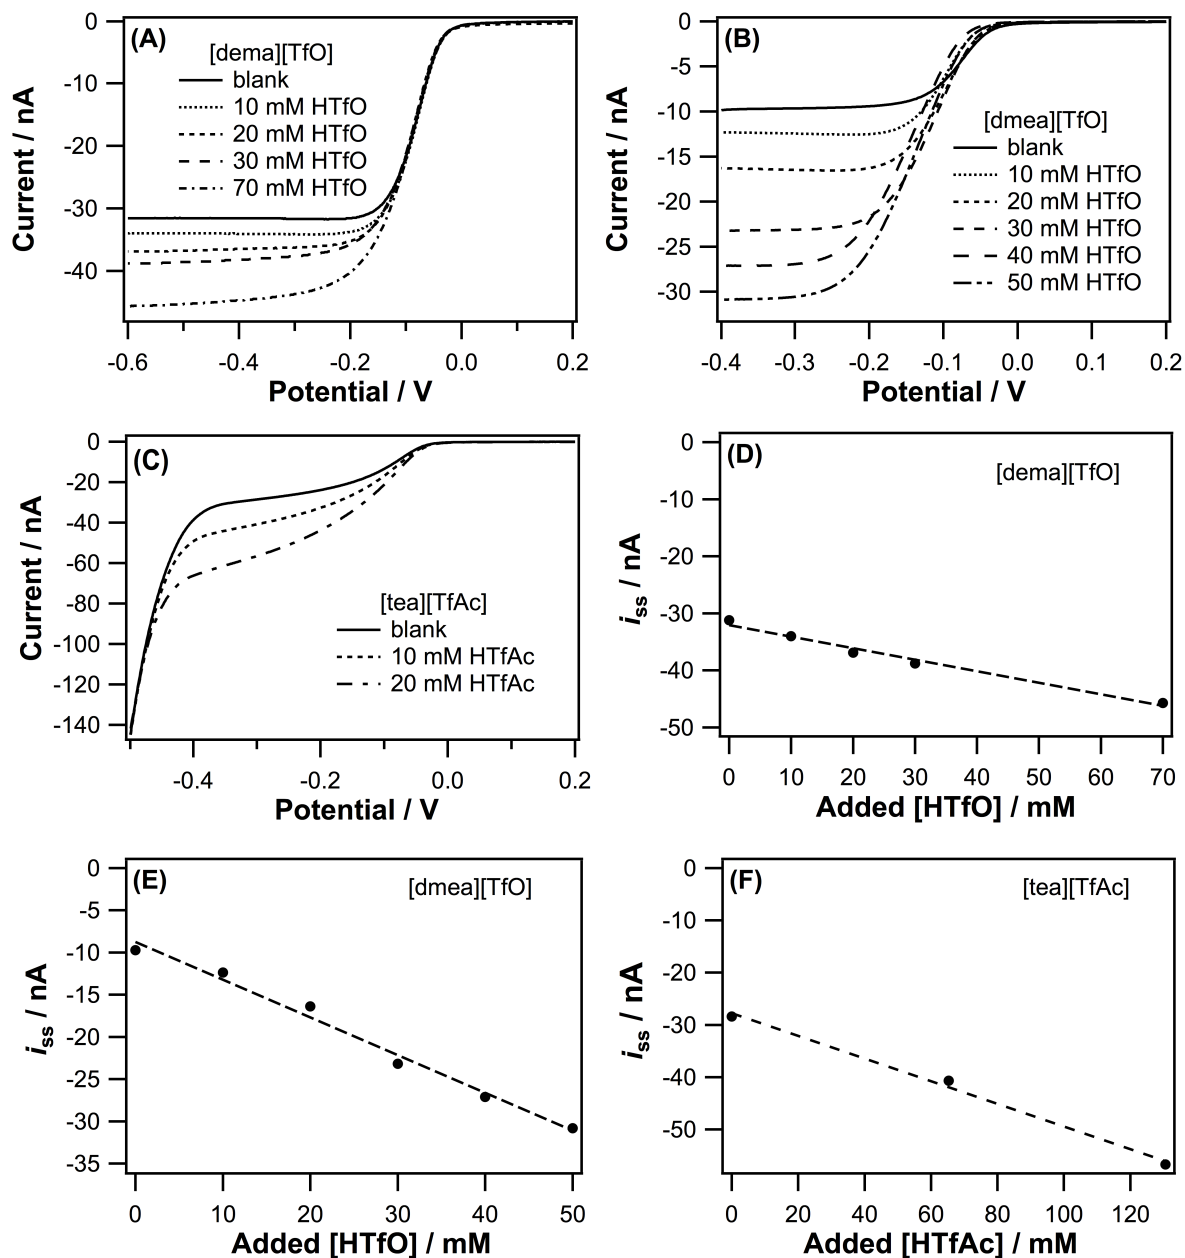 (A)
[dema][TfO]
blank
10 mM HTfO
20 mM HTfO
30 mM HTfO
70 mM HTfO
0
-10
-20
-30
-40
Current / nA
-0.6
-0.4
-0.2
0.0
0.2
Potential / V
(B)
[dmea][TfO]
blank
10 mM HTfO
20 mM HTfO
30 mM HTfO
40 mM HTfO
50 mM HTfO
0
-5
-10
-15
-20
-25
-30
Current / nA
-0.4
-0.3
-0.2
-0.1
0.0
0.1
0.2
Potential / V
(C)
[tea][TfAc]
blank
10 mM HTfAc
20 mM HTfAc
0
-20
-40
-60
-80
-100
-120
-140
Current / nA
-0.4
-0.2
0.0
0.2
Potential / V
(D)
[dema][TfO]
0
-10
-20
-30
-40
-50
iss / nA
0
10
20
30
40
50
60
70
Added [HTfO] / mM
(E)
[dmea][TfO]
0
-5
-10
-15
-20
-25
-30
-35
iss / nA
0
10
20
30
40
50
Added [HTfO] / mM
(F)
[tea][TfAc]
0
-10
-20
-30
-40
-50
iss / nA
0
20
40
60
80
100
120
Added [HTfAc] / mM